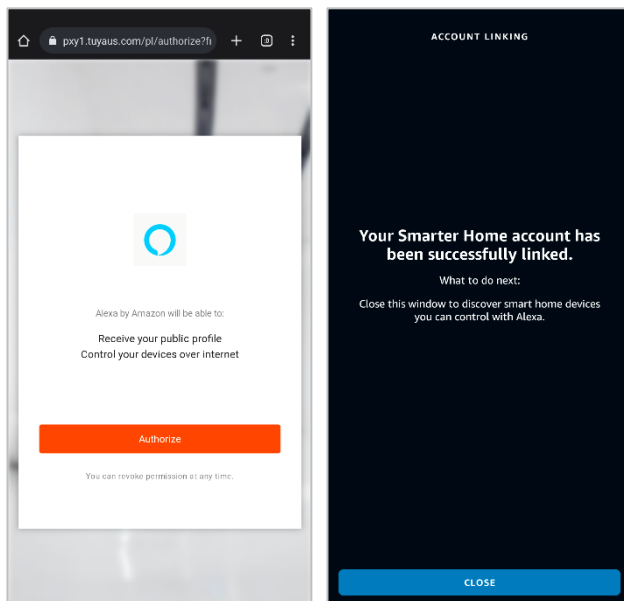 pxy1.tuyaus.com/pl/authorize?fi
Alexa by Amazon will be able to:
Receive your public profile
Control your devices over internet
Authorize
You can revoke permission at any time.
ACCOUNT LINKING
Your Smarter Home account has
been successfully linked.
What to do next:
Close this window to discover smart home devices
you can control with Alexa.
CLOSE